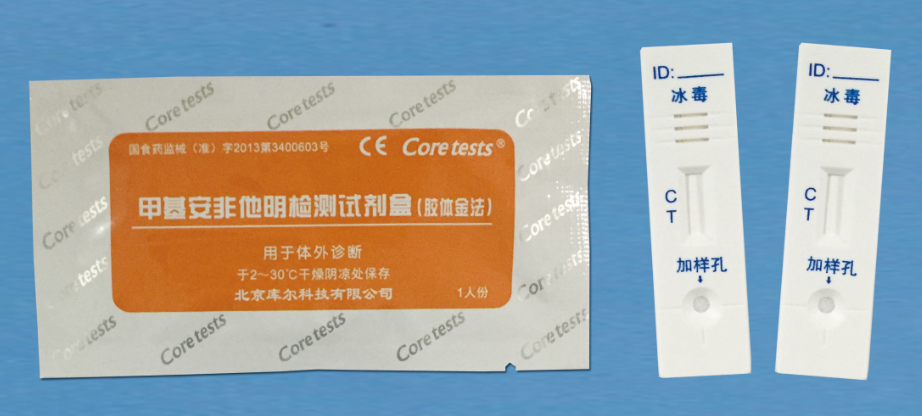 Core tests
Core tests
Core tests
Core tests
国食药监械（准）字2013第3400603号
CE Core tests®
甲基安非他明检测试剂盒（胶体金法）
用于体外诊断
于2～30℃干燥阴凉处保存
北京库尔科技有限公司
1人份
Core tests
Core tests
Core tests
Core tests
ID:
冰毒
C
T
加样孔
ID:
冰毒
C
T
加样孔